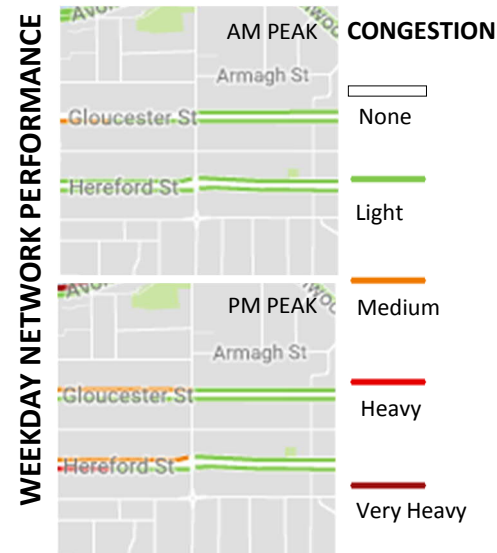 WEEKDAY NETWORK PERFORMANCE
AM PEAK
Armagh St
Gloucester St
Hereford St
PM PEAK
Armagh St
Gloucester St
Hereford St
CONGESTION
None
Light
Medium
Heavy
Very Heavy